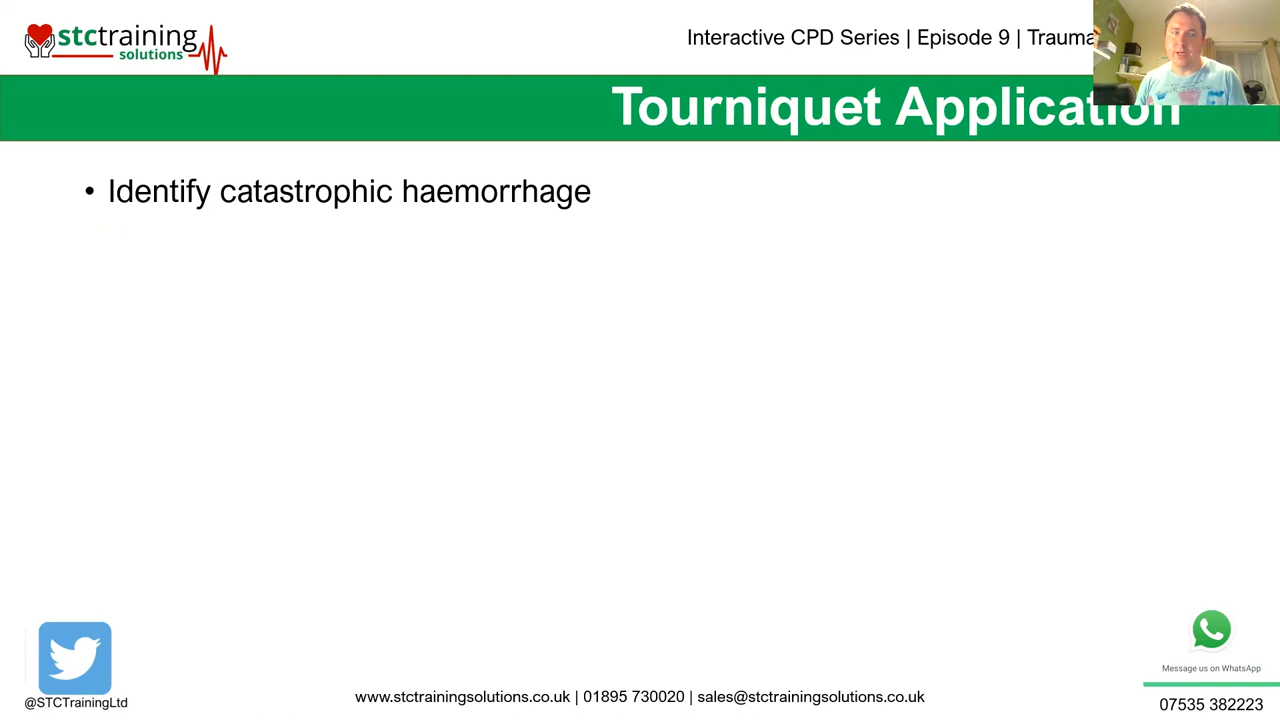 stctraining
solutions
Interactive CPD Series | Episode 9 | Trauma
Tourniquet Application
• Identify catastrophic haemorrhage
@STCTrainingLtd
www.stctrainingsolutions.co.uk | 01895 730020 | sales@stctrainingsolutions.co.uk
Message us on WhatsApp
07535 382223